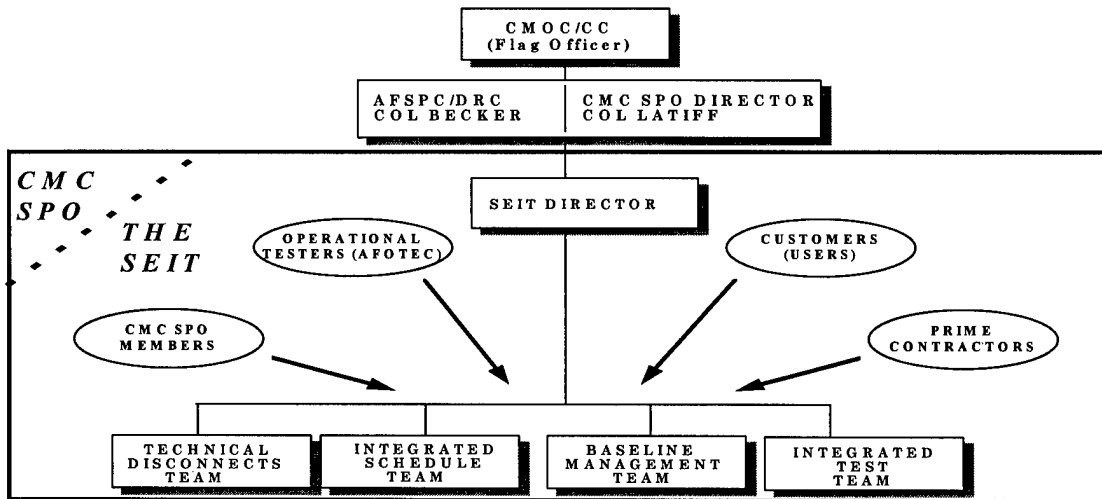 CMOC/CC
(Flag Officer)
AFSPC/DRC
COL BECKER
CMC SPO DIRECTOR
COL LATIFF
CMC
SPO
THE
SEIT
SEIT DIRECTOR
OPERATIONAL
TESTERS (AFOTEC)
CUSTOMERS
(USERS)
CMC SPO
MEMBERS
PRIME
CONTRACTORS
TECHNICAL
DISCONNECTS
TEAM
INTEGRATED
SCHEDULE
TEAM
BASELINE
MANAGEMENT
TEAM
INTEGRATED
TEST
TEAM